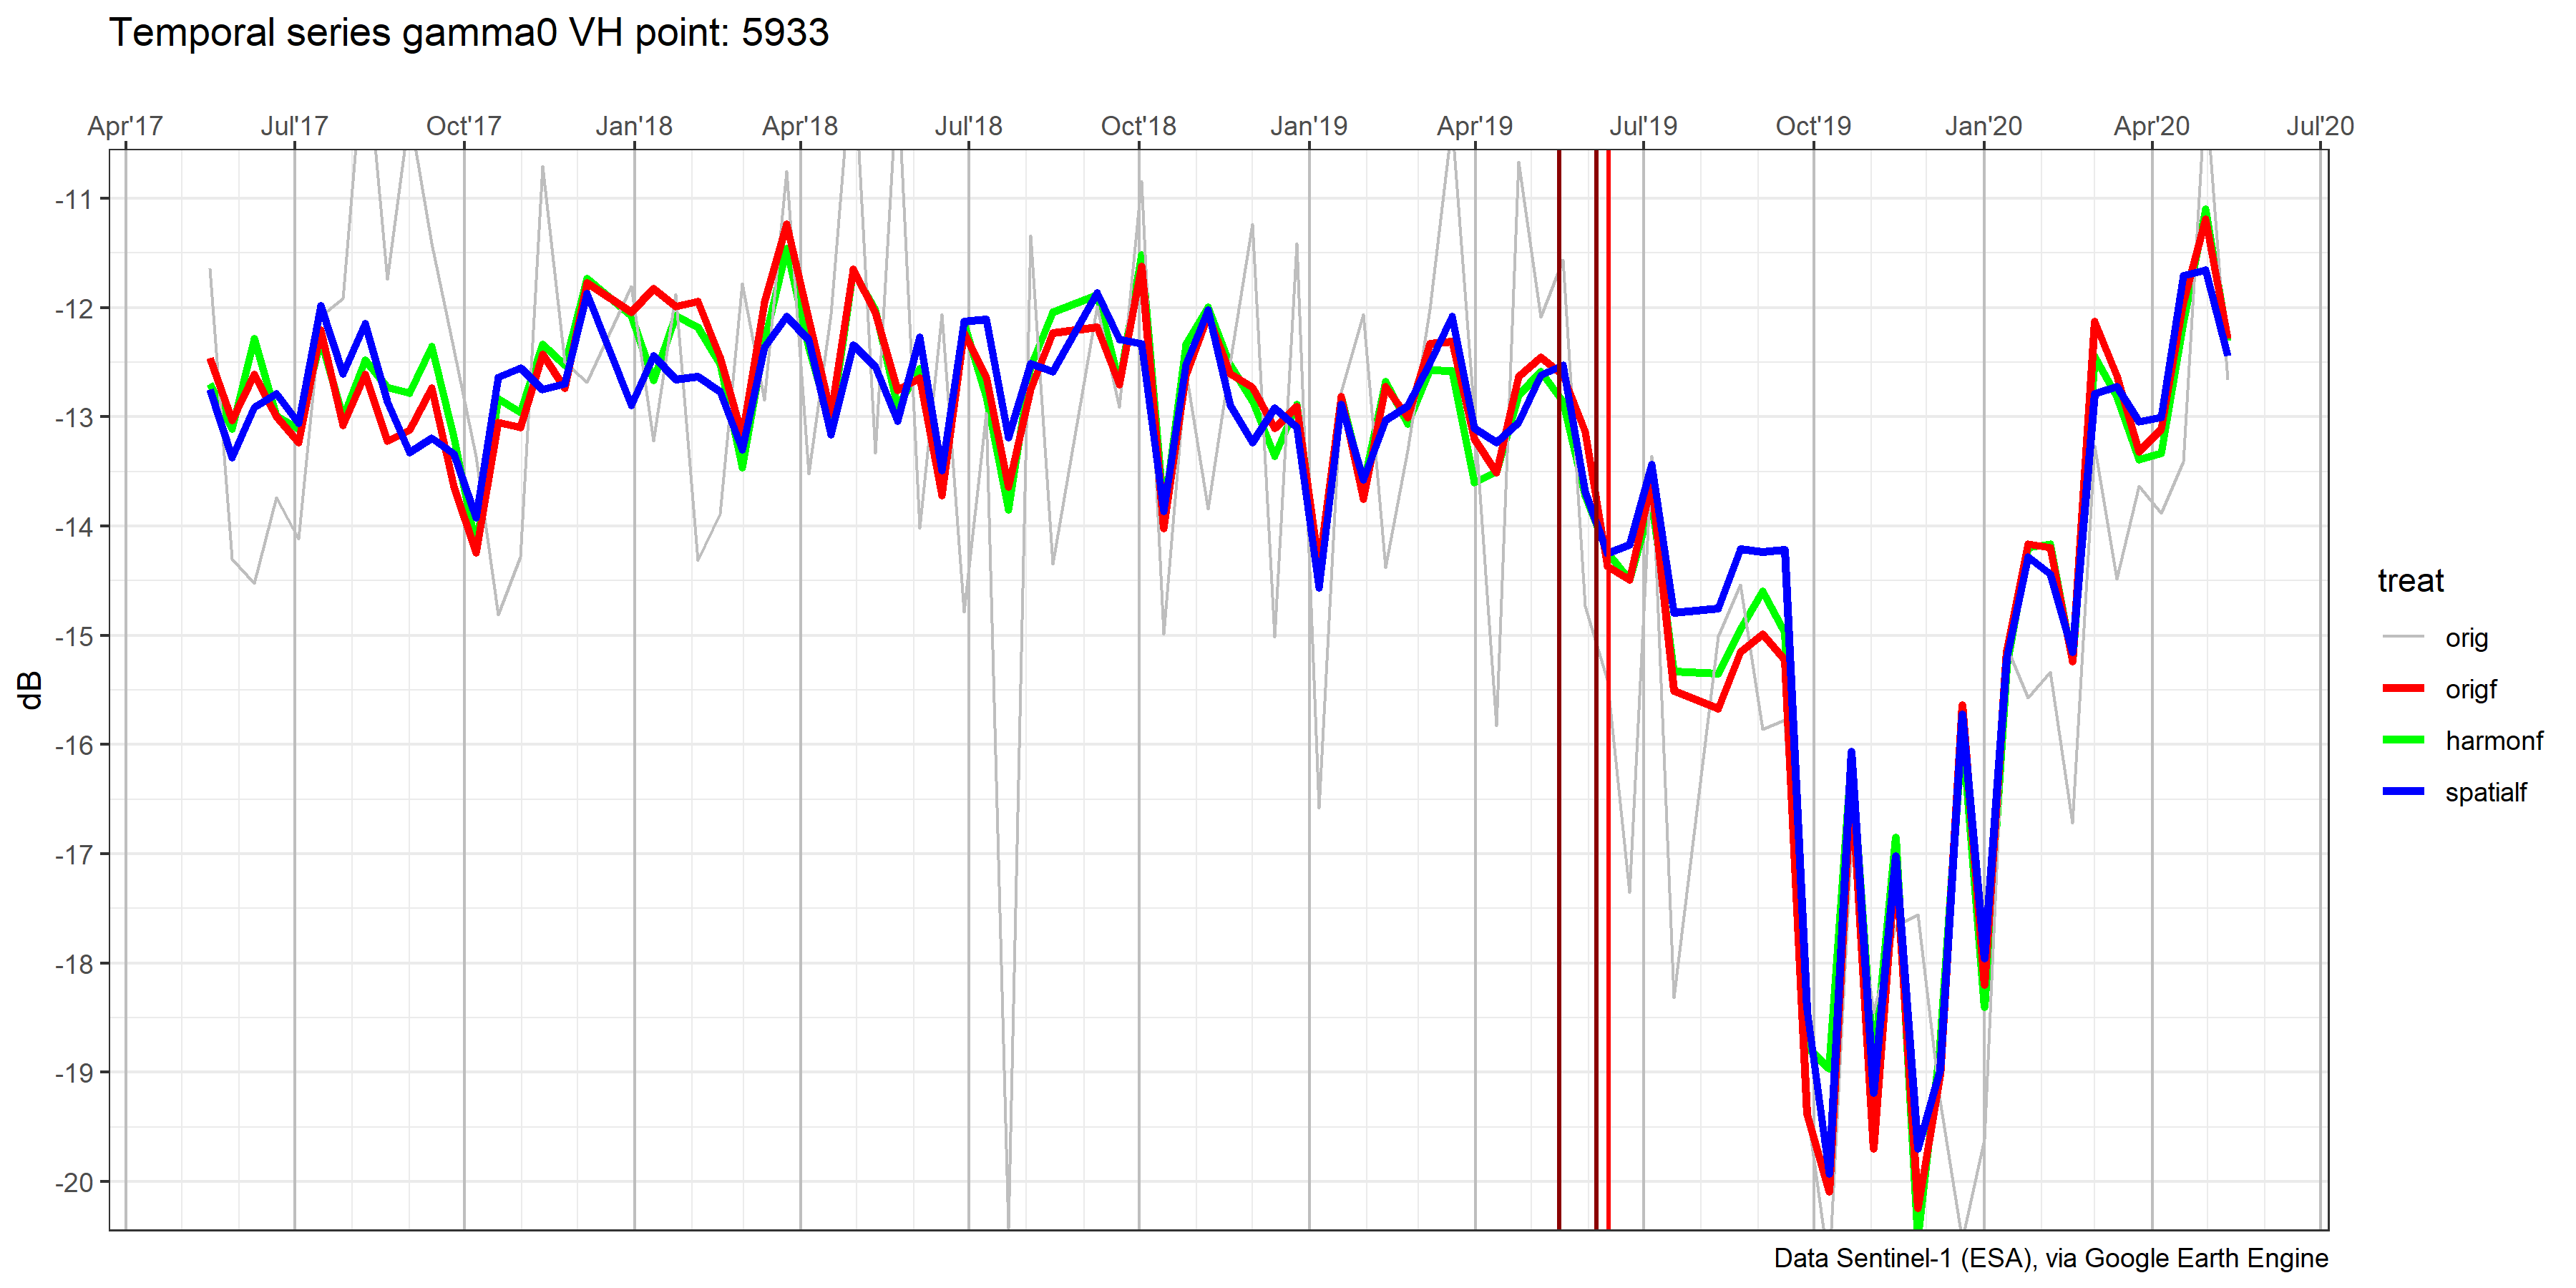 Temporal series gamma0 VH point: 5933
Apr'17 Jul'17 Oct'17 Jan'18 Apr'18 Jul'18 Oct'18 Jan'19 Apr'19 Jul'19 Oct'19 Jan'20 Apr'20 Jul'20
-11
-12
-13
-14
-15
-16
-17
-18
-19
-20
dB
treat
orig
origf
harmonf
spatialf
Data Sentinel-1 (ESA), via Google Earth Engine